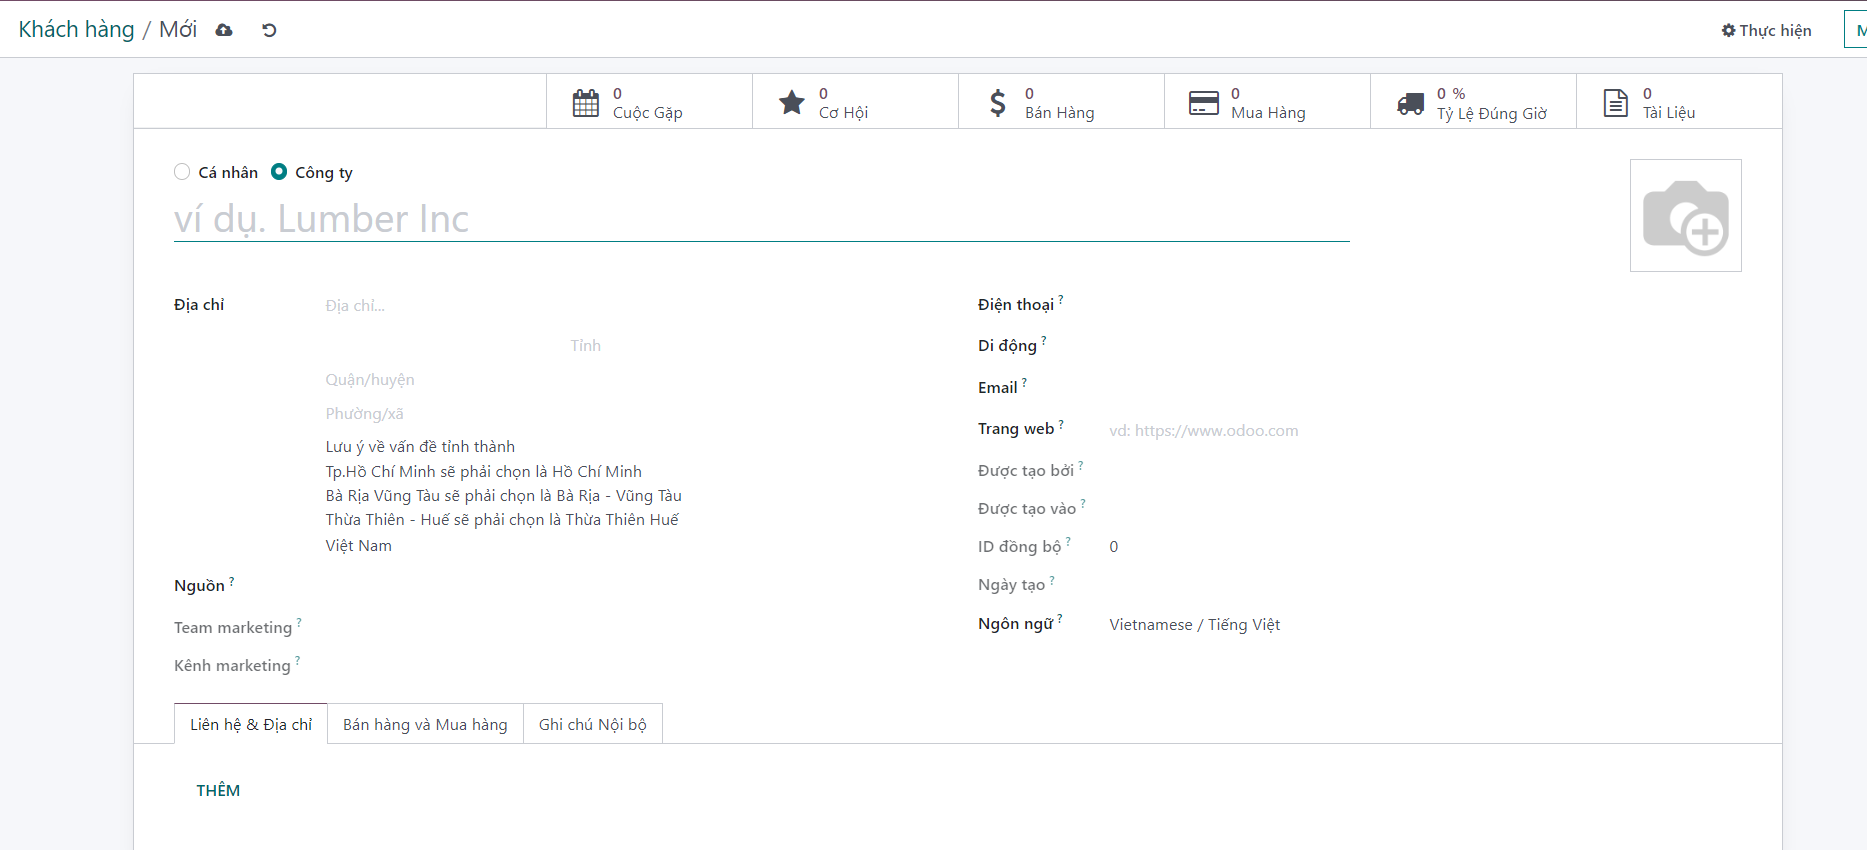 Khách hàng / Mới
Thực hiện
0
Cuộc Gặp
0
Cơ Hội
0
Bán Hàng
0
Mua Hàng
0 %
Tỷ Lệ Đúng Giờ
0
Tài Liệu
Cá nhân Công ty
ví dụ. Lumber Inc
Địa chỉ Địa chỉ...
Tỉnh
Quận/huyện
Phường/xã
Lưu ý về vấn đề tỉnh thành
Tp.Hồ Chí Minh sẽ phải chọn là Hồ Chí Minh
Bà Rịa Vũng Tàu sẽ phải chọn là Bà Rịa - Vũng Tàu
Thừa Thiên - Huế sẽ phải chọn là Thừa Thiên Huế
Việt Nam
Nguồn ?
Team marketing ?
Kênh marketing ?
Điện thoại ?
Di động ?
Email ?
Trang web ? vd: https://www.odoo.com
Được tạo bởi ?
Được tạo vào ?
ID đồng bộ ? 0
Ngày tạo ?
Ngôn ngữ ? Vietnamese / Tiếng Việt
Liên hệ & Địa chỉ Bán hàng và Mua hàng Ghi chú Nội bộ
THÊM